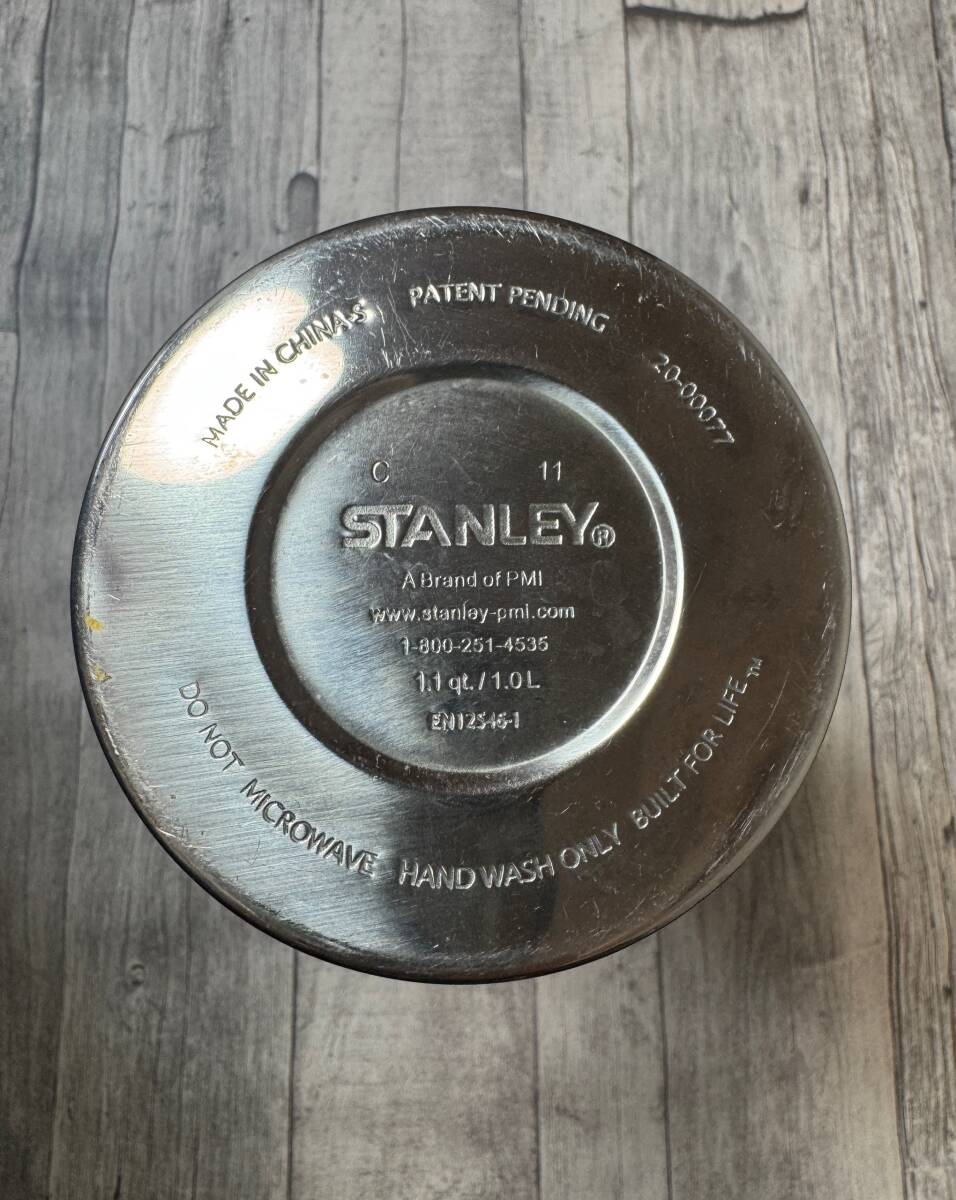 MADE IN CHINA-S
PATENT PENDING
20-00077
C 11
STANLEY®
A Brand of PMI
www.stanley-pmi.com
1-800-251-4535
1.1 qt. / 1.0 L
EN12546-1
DO NOT MICROWAVE HAND WASH ONLY BUILT FOR LIFE™